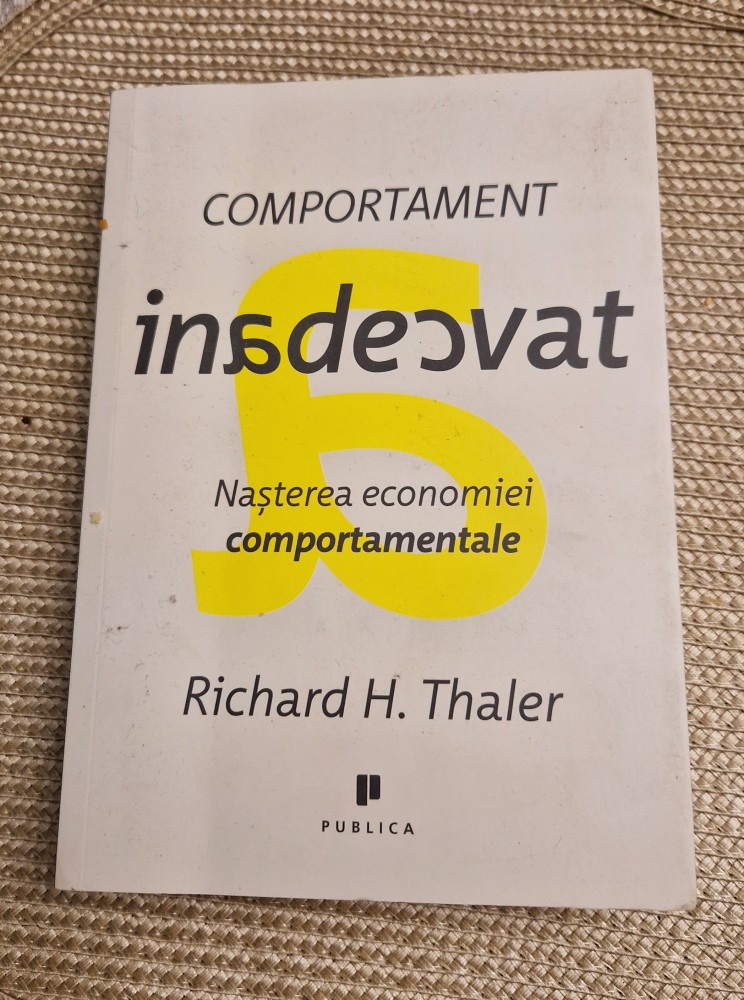 COMPORTAMENT
inadecvat
Nașterea economiei
comportamentale
Richard H. Thaler
PUBLICA